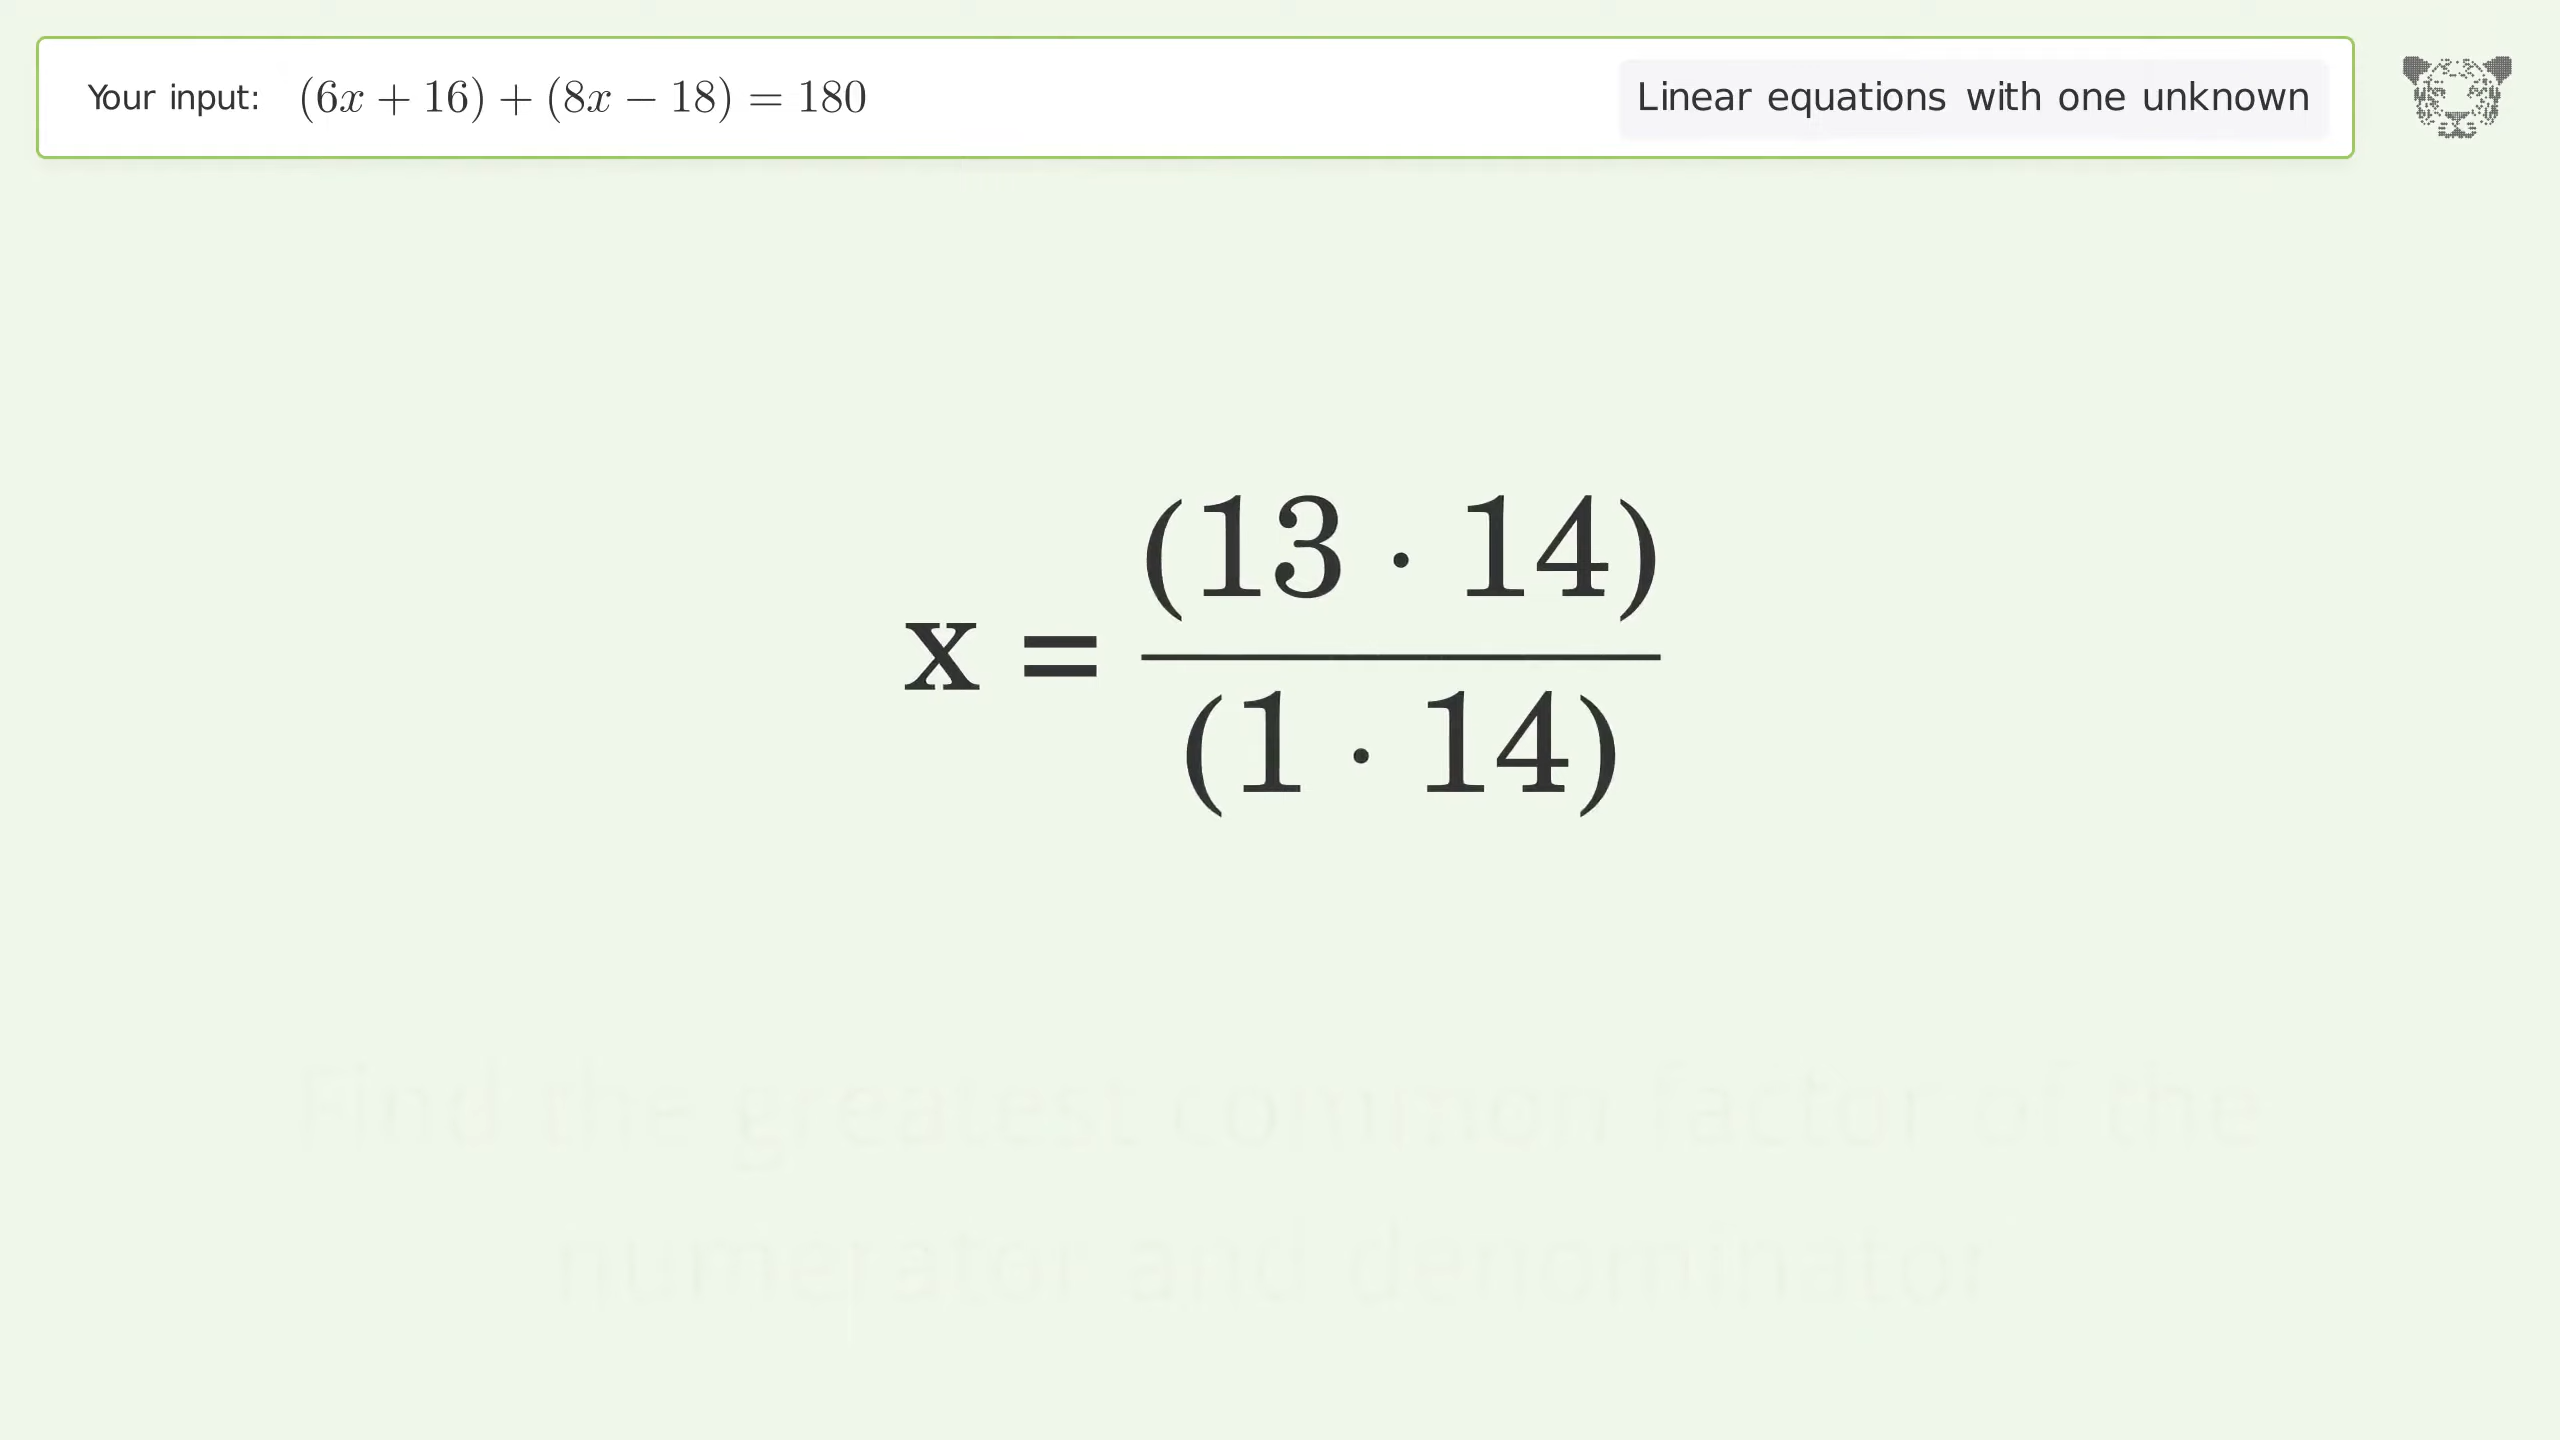 Your input: (6x + 16) + (8x − 18) = 180
Linear equations with one unknown
x = (13 · 14) / (1 · 14)
Find the greatest common factor of the
numerator and denominator